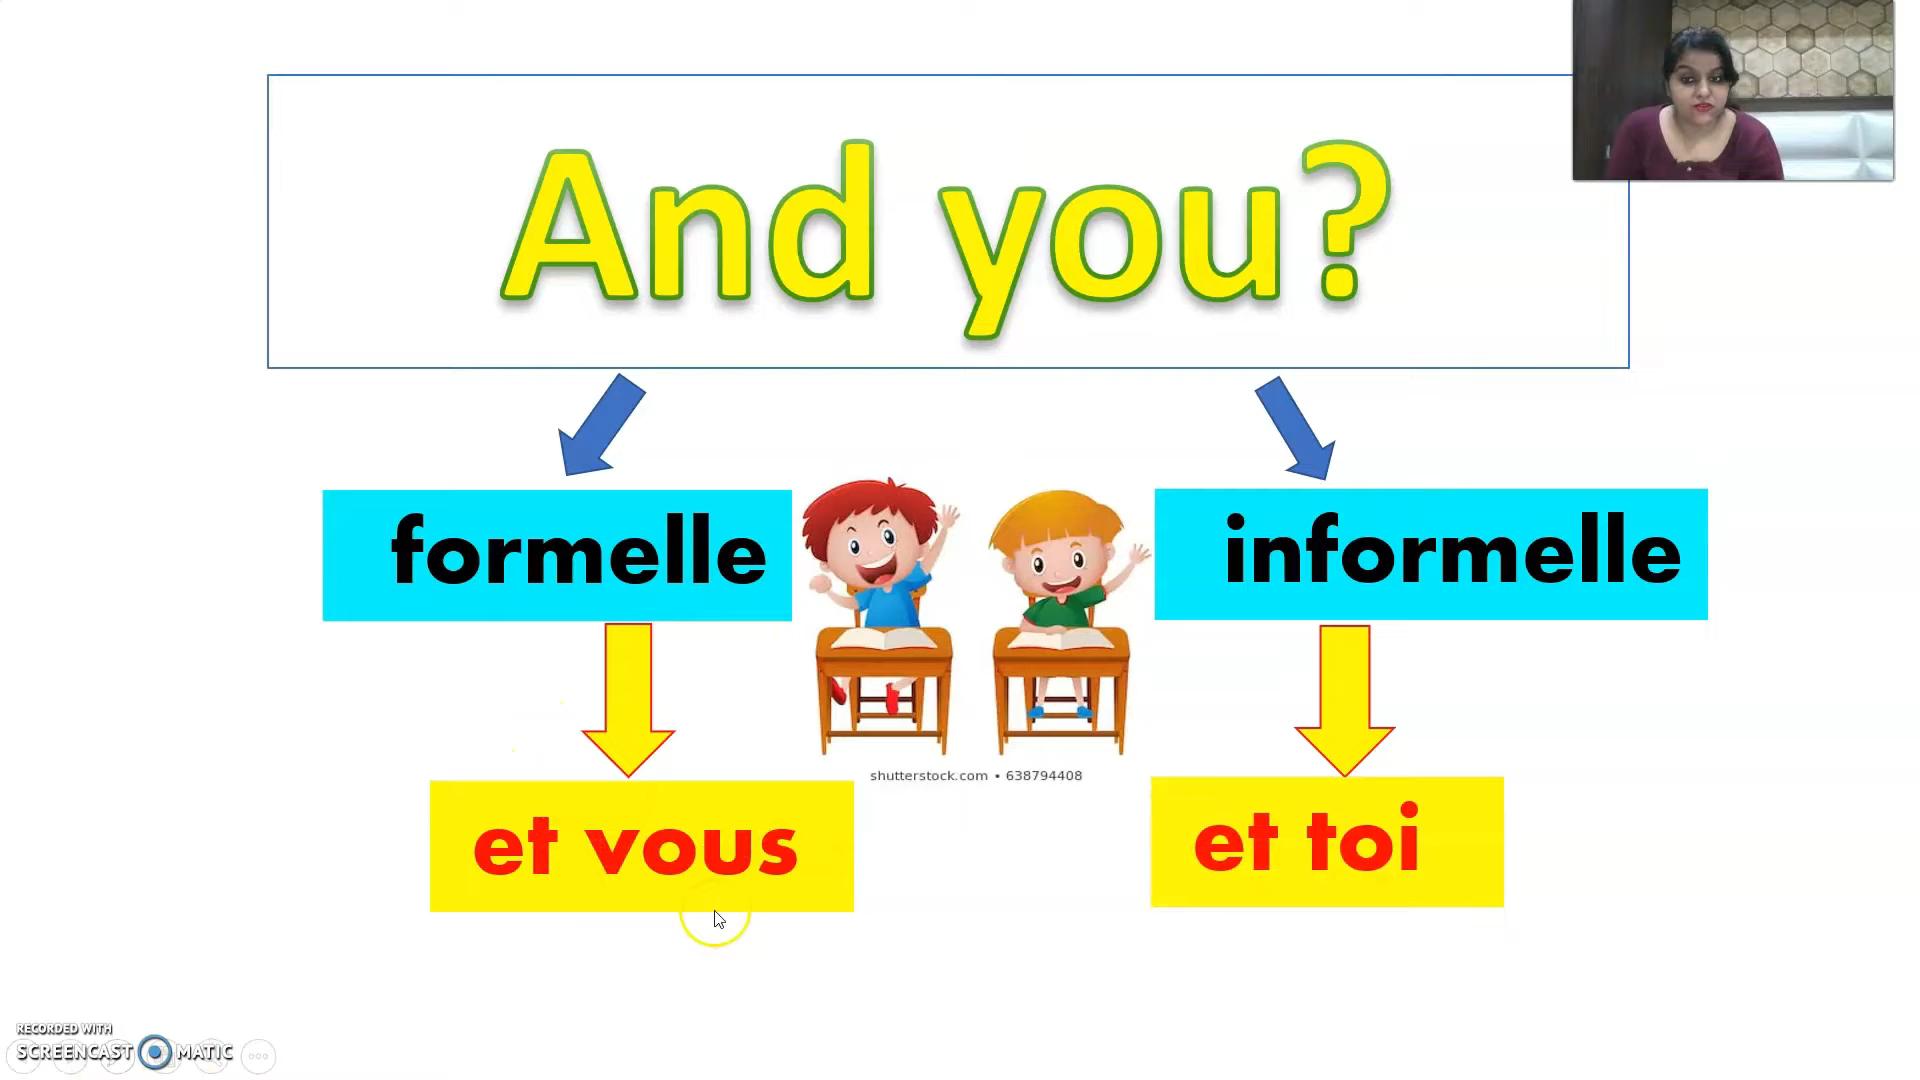 And you?
formelle
informelle
shutterstock.com • 638794408
et vous
et toi
RECORDED WITH
SCREENCAST MATIC